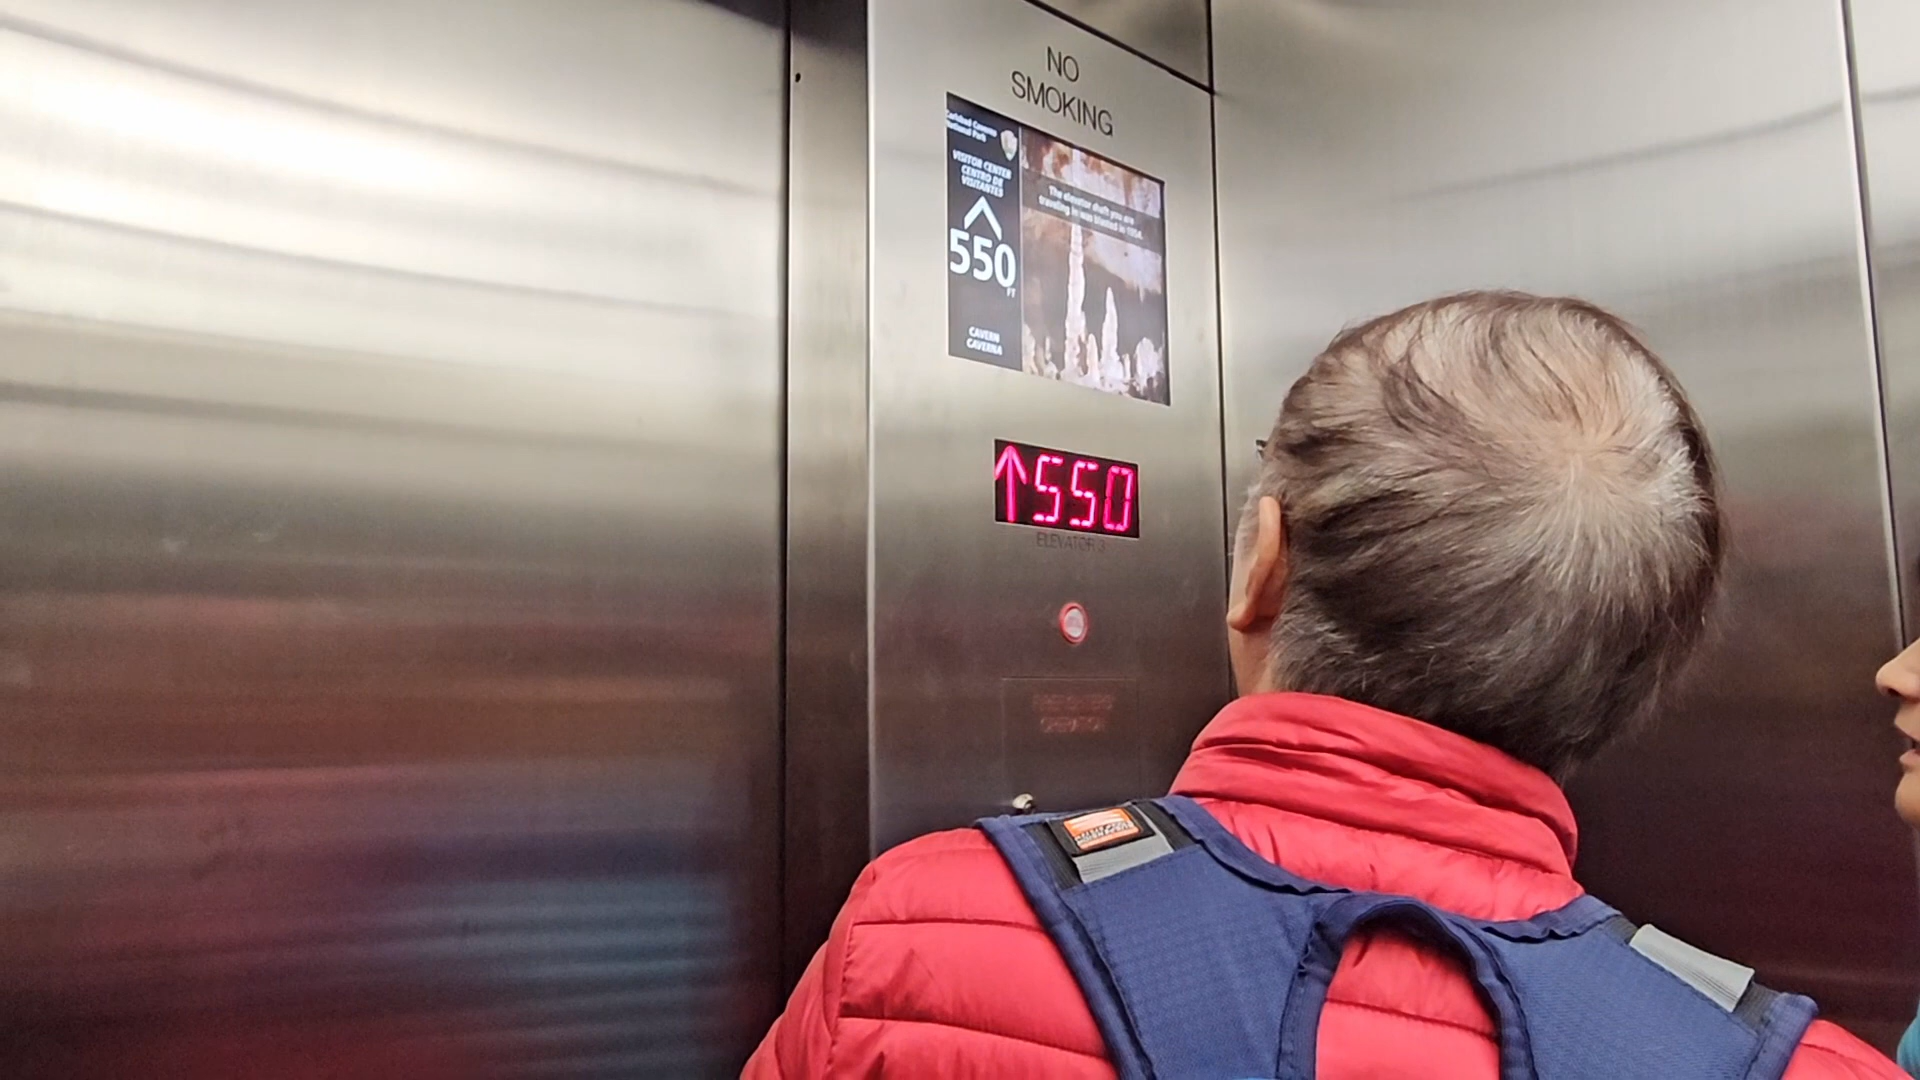 NO
SMOKING
Carlsbad Caverns
National Park
VISITOR CENTER
CENTRO DE
VISITANTES
550
FT
CAVERN
CAVERNA
The elevator shaft you are
traveling in was blasted in 1954.
↑550
ELEVATOR 3